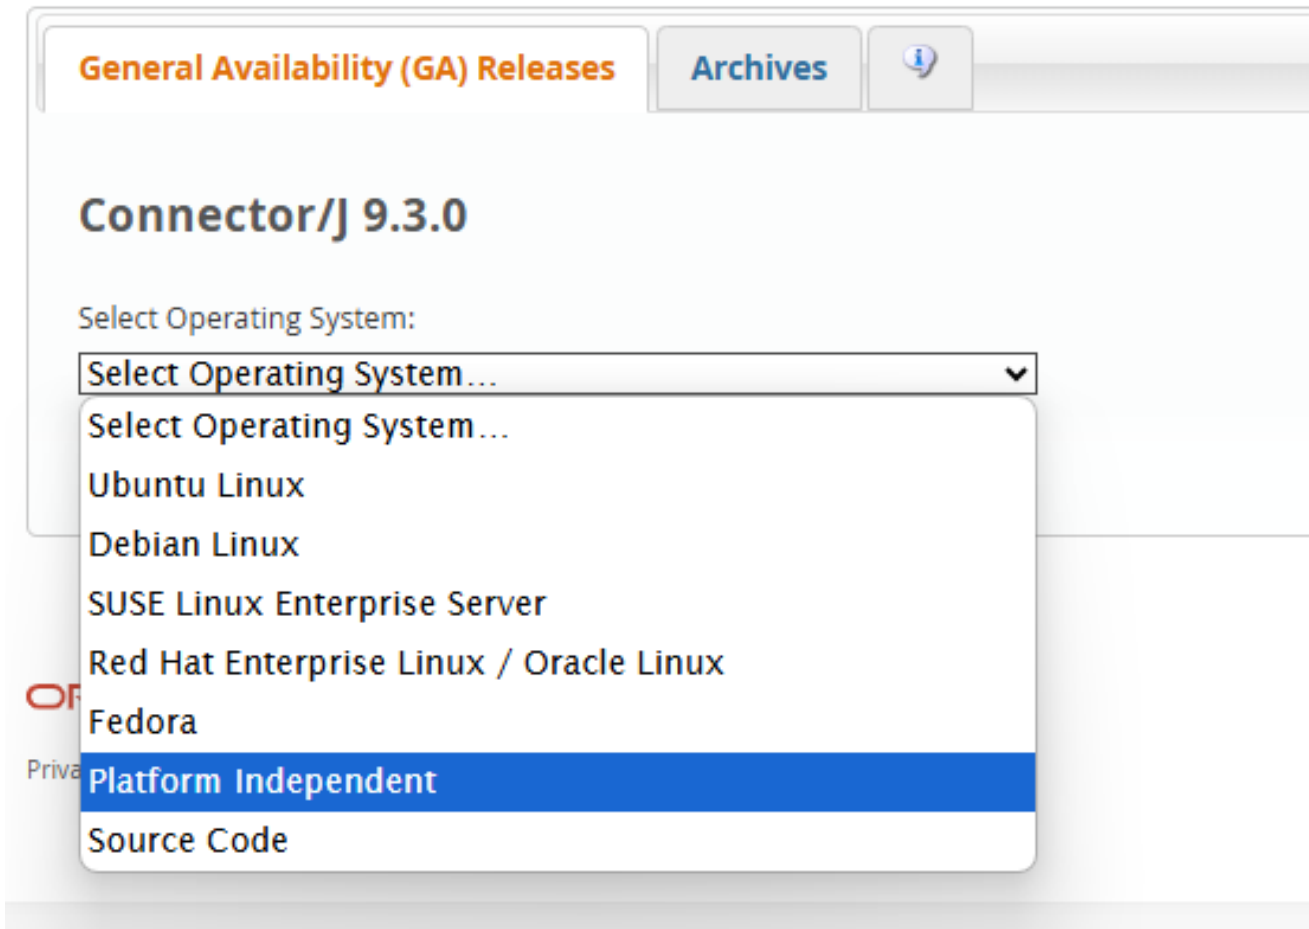 General Availability (GA) Releases
Archives
i
Connector/J 9.3.0
Select Operating System:
Select Operating System...
Select Operating System...
Ubuntu Linux
Debian Linux
SUSE Linux Enterprise Server
Red Hat Enterprise Linux / Oracle Linux
Fedora
Platform Independent
Source Code